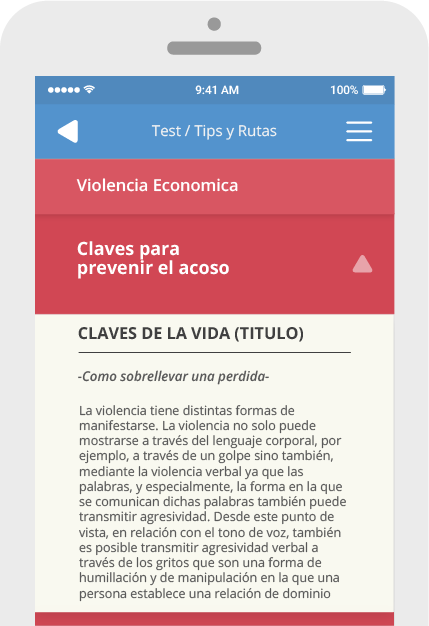 9:41 AM
100%
Test / Tips y Rutas
Violencia Economica
Claves para
prevenir el acoso
CLAVES DE LA VIDA (TITULO)
-Como sobrellevar una perdida-
La violencia tiene distintas formas de
manifestarse. La violencia no solo puede
mostrarse a través del lenguaje corporal, por
ejemplo, a través de un golpe sino también,
mediante la violencia verbal ya que las
palabras, y especialmente, la forma en la que
se comunican dichas palabras también puede
transmitir agresividad. Desde este punto de
vista, en relación con el tono de voz, también
es posible transmitir agresividad verbal a
través de los gritos que son una forma de
humillación y de manipulación en la que una
persona establece una relación de dominio